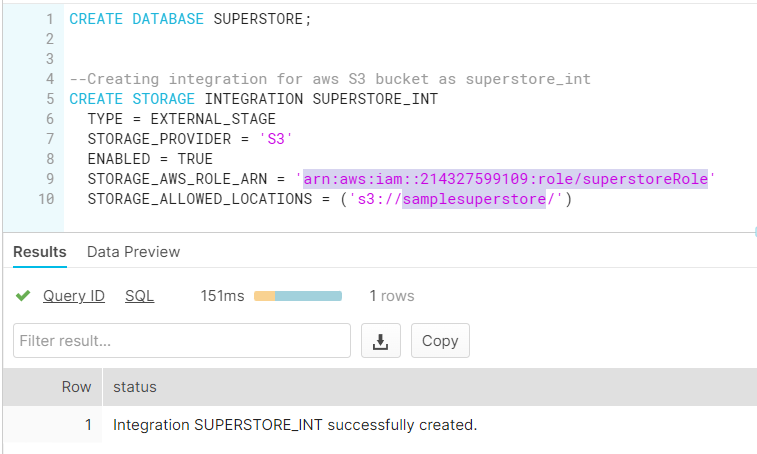 1 CREATE DATABASE SUPERSTORE;
2
3
4 --Creating integration for aws S3 bucket as superstore_int
5 CREATE STORAGE INTEGRATION SUPERSTORE_INT
6 TYPE = EXTERNAL_STAGE
7 STORAGE_PROVIDER = 'S3'
8 ENABLED = TRUE
9 STORAGE_AWS_ROLE_ARN = 'arn:aws:iam::214327599109:role/superstoreRole'
10 STORAGE_ALLOWED_LOCATIONS = ('s3://samplesuperstore/')
Results Data Preview
Query ID SQL 151ms 1 rows
Filter result... Copy
Row status
1 Integration SUPERSTORE_INT successfully created.